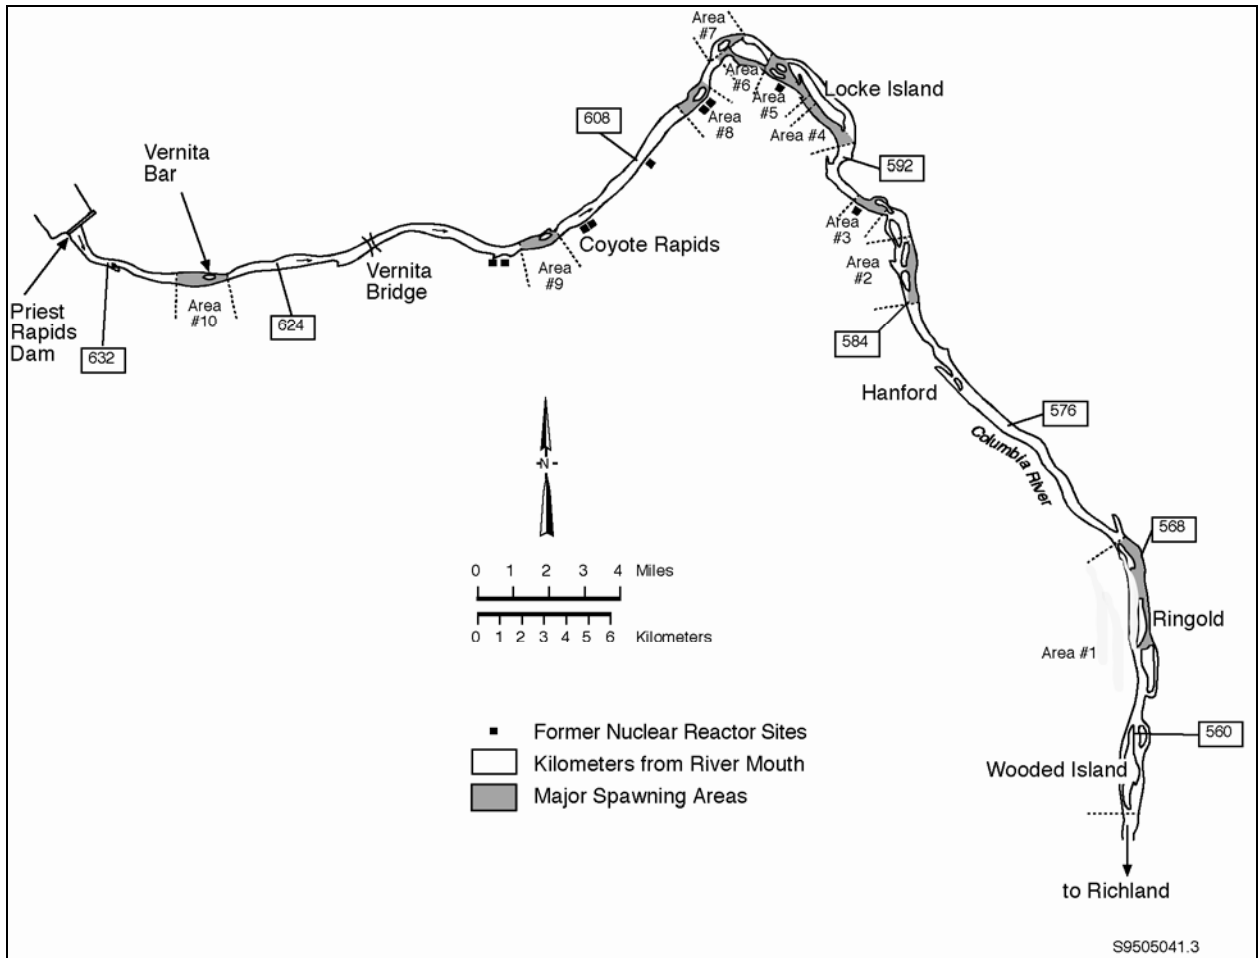 Area
#7
Area
#6
Area
#5
Locke Island
Area #4
Area
#8
608
592
Vernita
Bar
Area
#3
Coyote Rapids
Area
#2
Vernita
Bridge
Area
#9
Priest
Rapids
Dam
Area
#10
632
624
584
Hanford
576
Columbia River
N
568
0 1 2 3 4 Miles
0 1 2 3 4 5 6 Kilometers
Ringold
Area #1
Former Nuclear Reactor Sites
Kilometers from River Mouth
Major Spawning Areas
560
Wooded Island
to Richland
S9505041.3